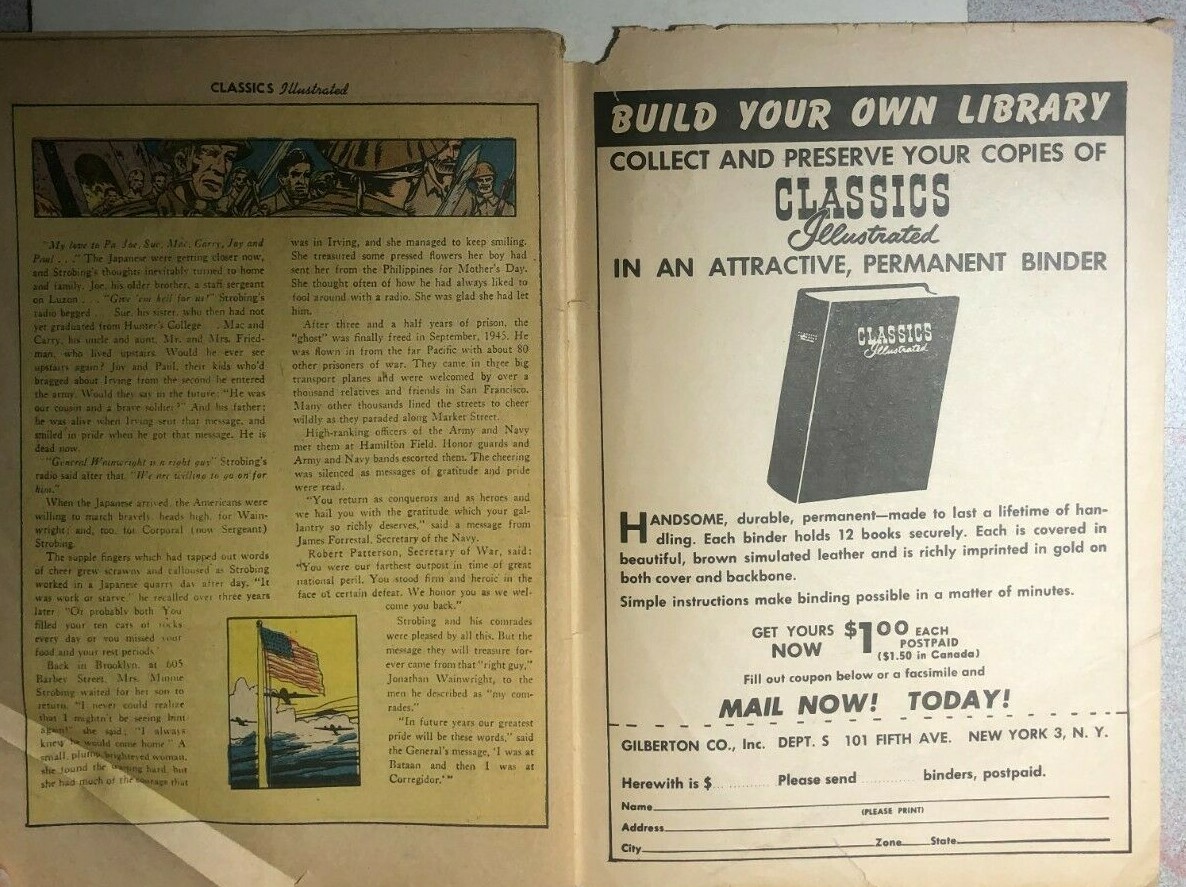 CLASSICS Illustrated
"My love to Pa, Joe, Sue, Mac, Carry, Joy and
Paul . . ." The Japanese were getting closer now,
and Strobing's thoughts inevitably turned to home
and family. Joe, his older brother, a staff sergeant
on Luzon . . . "Give 'em hell for us!" Strobing's
radio begged . . . Sue, his sister, who then had not
yet graduated from Hunter's College . . . Mac and
Carry, his uncle and aunt, Mr. and Mrs. Fried-
man, who lived upstairs. Would he ever see
upstairs again? Joy and Paul, their kids who'd
bragged about Irving from the second he entered
the army. Would they say in the future: "He was
our cousin and a brave soldier?" And his father;
he was alive when Irving sent that message, and
smiled in pride when he got that message. He is
dead now.
"General Wainwright is a right guy" Strobing's
radio said after that. "We are willing to go on for
him."
When the Japanese arrived, the Americans were
willing to match bravely, heads high, for Wain-
wright; and, too, for Corporal (now Sergeant)
Strobing.
The supple fingers which had tapped out words
of cheer grew scrawny and calloused as Strobing
worked in a Japanese quarry day after day. "It
was work or starve," he recalled over three years
later. "Or probably both. You
filled your ten cars of rocks
every day or you missed your
food and your rest periods."
Back in Brooklyn, at 605
Barbey Street, Mrs. Minnie
Strobing waited for her son to
return. "I never could realize
that I mightn't be seeing him
again!" she said; "I always
knew he would come home." A
small, plump, brighteyed woman,
she found the waiting hard, but
she had much of the courage that
was in Irving, and she managed to keep smiling.
She treasured some pressed flowers her boy had
sent her from the Philippines for Mother's Day.
She thought often of how he had always liked to
fool around with a radio. She was glad she had let
him.
After three and a half years of prison, the
"ghost" was finally freed in September, 1945. He
was flown in from the far Pacific with about 80
other prisoners of war. They came in three big
transport planes and were welcomed by over a
thousand relatives and friends in San Francisco.
Many other thousands lined the streets to cheer
wildly as they paraded along Market Street.
High-ranking officers of the Army and Navy
met them at Hamilton Field. Honor guards and
Army and Navy bands escorted them. The cheering
was silenced as messages of gratitude and pride
were read.
"You return as conquerors and as heroes and
we hail you with the gratitude which your gal-
lantry so richly deserves," said a message from
James Forrestal, Secretary of the Navy.
Robert Patterson, Secretary of War, said:
"You were our farthest outpost in time of great
national peril. You stood firm and heroic in the
face of certain defeat. We honor you as we wel-
come you back."
Strobing and his comrades
were pleased by all this. But the
message they will treasure for-
ever came from that "right guy,"
Jonathan Wainwright, to the
men he described as "my com-
rades."
"In future years our greatest
pride will be these words," said
the General's message, 'I was at
Bataan and then I was at
Corregidor.'"
BUILD YOUR OWN LIBRARY
COLLECT AND PRESERVE YOUR COPIES OF
CLASSICS
Illustrated
IN AN ATTRACTIVE, PERMANENT BINDER
CLASSICS
Illustrated
HANDSOME, durable, permanent—made to last a lifetime of han-
dling. Each binder holds 12 books securely. Each is covered in
beautiful, brown simulated leather and is richly imprinted in gold on
both cover and backbone.
Simple instructions make binding possible in a matter of minutes.
GET YOURS NOW $1.00 EACH POSTPAID
($1.50 in Canada)
Fill out coupon below or a facsimile and
MAIL NOW! TODAY!
GILBERTON CO., Inc. DEPT. S 101 FIFTH AVE. NEW YORK 3, N. Y.
Herewith is $ Please send binders, postpaid.
Name
(PLEASE PRINT)
Address
City Zone State